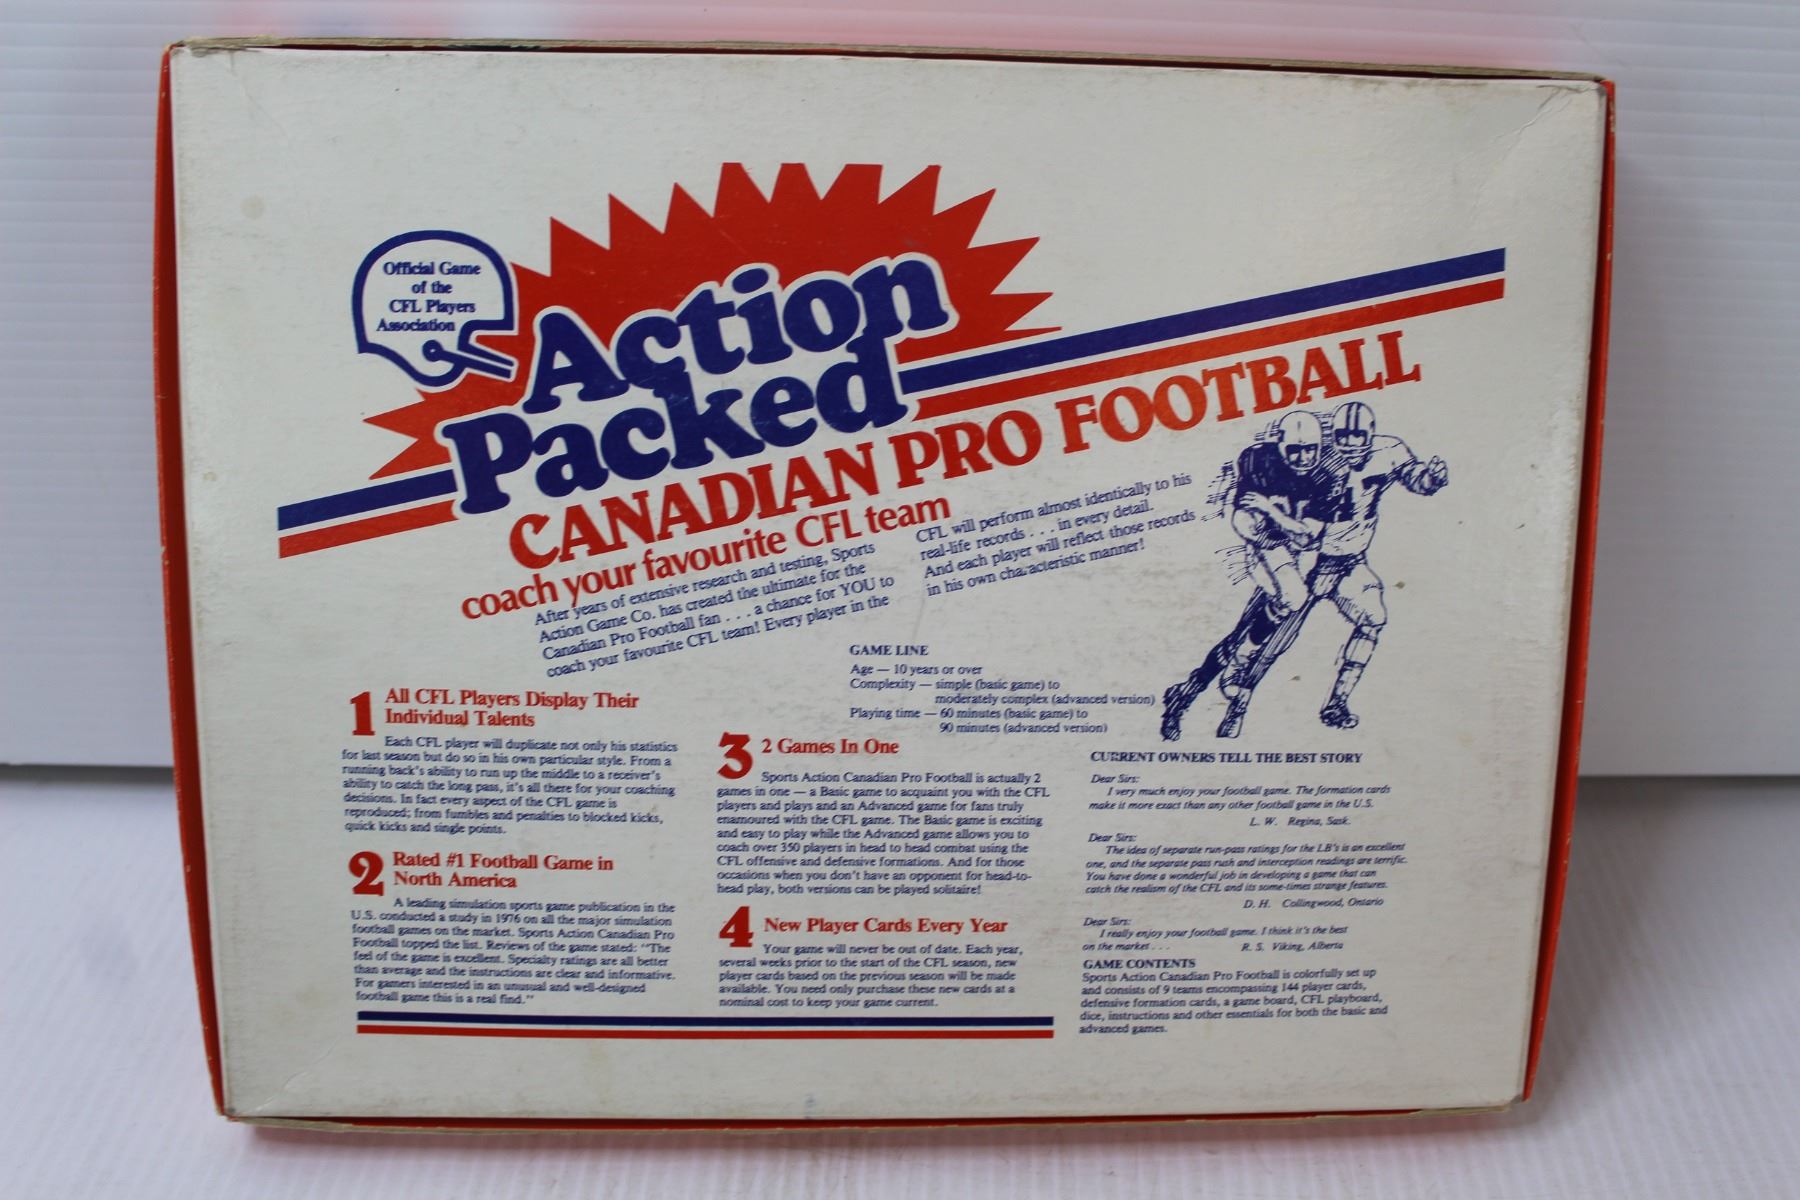 Official Game
of the
CFL Players
Association
Action
Packed
CANADIAN PRO FOOTBALL
coach your favourite CFL team
After years of extensive research and testing, Sports
Action Game Co. has created the ultimate for the
Canadian Pro Football fan . . . a chance for YOU to
coach your favourite CFL team! Every player in the
CFL will perform almost identically to his
real-life records . . . in every detail.
And each player will reflect those records
in his own characteristic manner!
GAME LINE
Age — 10 years or over
Complexity — simple (basic game) to
moderately complex (advanced version)
Playing time — 60 minutes (basic game) to
90 minutes (advanced version)
1 All CFL Players Display Their
Individual Talents
Each CFL player will duplicate not only his statistics
for last season but do so in his own particular style. From a
running back's ability to run up the middle to a receiver's
ability to catch the long pass, it's all there for your coaching
decisions. In fact every aspect of the CFL game is
reproduced; from fumbles and penalties to blocked kicks,
quick kicks and single points.
2 Rated #1 Football Game in
North America
A leading simulation sports game publication in the
U.S. conducted a study in 1976 on all the major simulation
football games on the market. Sports Action Canadian Pro
Football topped the list. Reviews of the game stated: "The
feel of the game is excellent. Specialty ratings are all better
than average and the instructions are clear and informative.
For gamers interested in an unusual and well-designed
football game this is a real find."
3 2 Games In One
Sports Action Canadian Pro Football is actually 2
games in one — a Basic game to acquaint you with the CFL
players and plays and an Advanced game for fans truly
enamoured with the CFL game. The Basic game is exciting
and easy to play while the Advanced game allows you to
coach over 350 players in head to head combat using the
CFL offensive and defensive formations. And for those
occasions when you don't have an opponent for head-to-
head play, both versions can be played solitaire!
4 New Player Cards Every Year
Your game will never be out of date. Each year,
several weeks prior to the start of the CFL season, new
player cards based on the previous season will be made
available. You need only purchase these new cards at a
nominal cost to keep your game current.
CURRENT OWNERS TELL THE BEST STORY
Dear Sirs:
I very much enjoy your football game. The formation cards
make it more exact than any other football game in the U.S.
L. W. Regina, Sask.
Dear Sirs:
The idea of separate run-pass ratings for the LB's is an excellent
one, and the separate pass rush and interception readings are terrific.
You have done a wonderful job in developing a game that can
catch the realism of the CFL and its some-times strange features.
D. H. Collingwood, Ontario
Dear Sirs:
I really enjoy your football game. I think it's the best
on the market . . . R. S. Viking, Alberta
GAME CONTENTS
Sports Action Canadian Pro Football is colorfully set up
and consists of 9 teams encompassing 144 player cards,
defensive formation cards, a game board, CFL playboard,
dice, instructions and other essentials for both the basic and
advanced games.